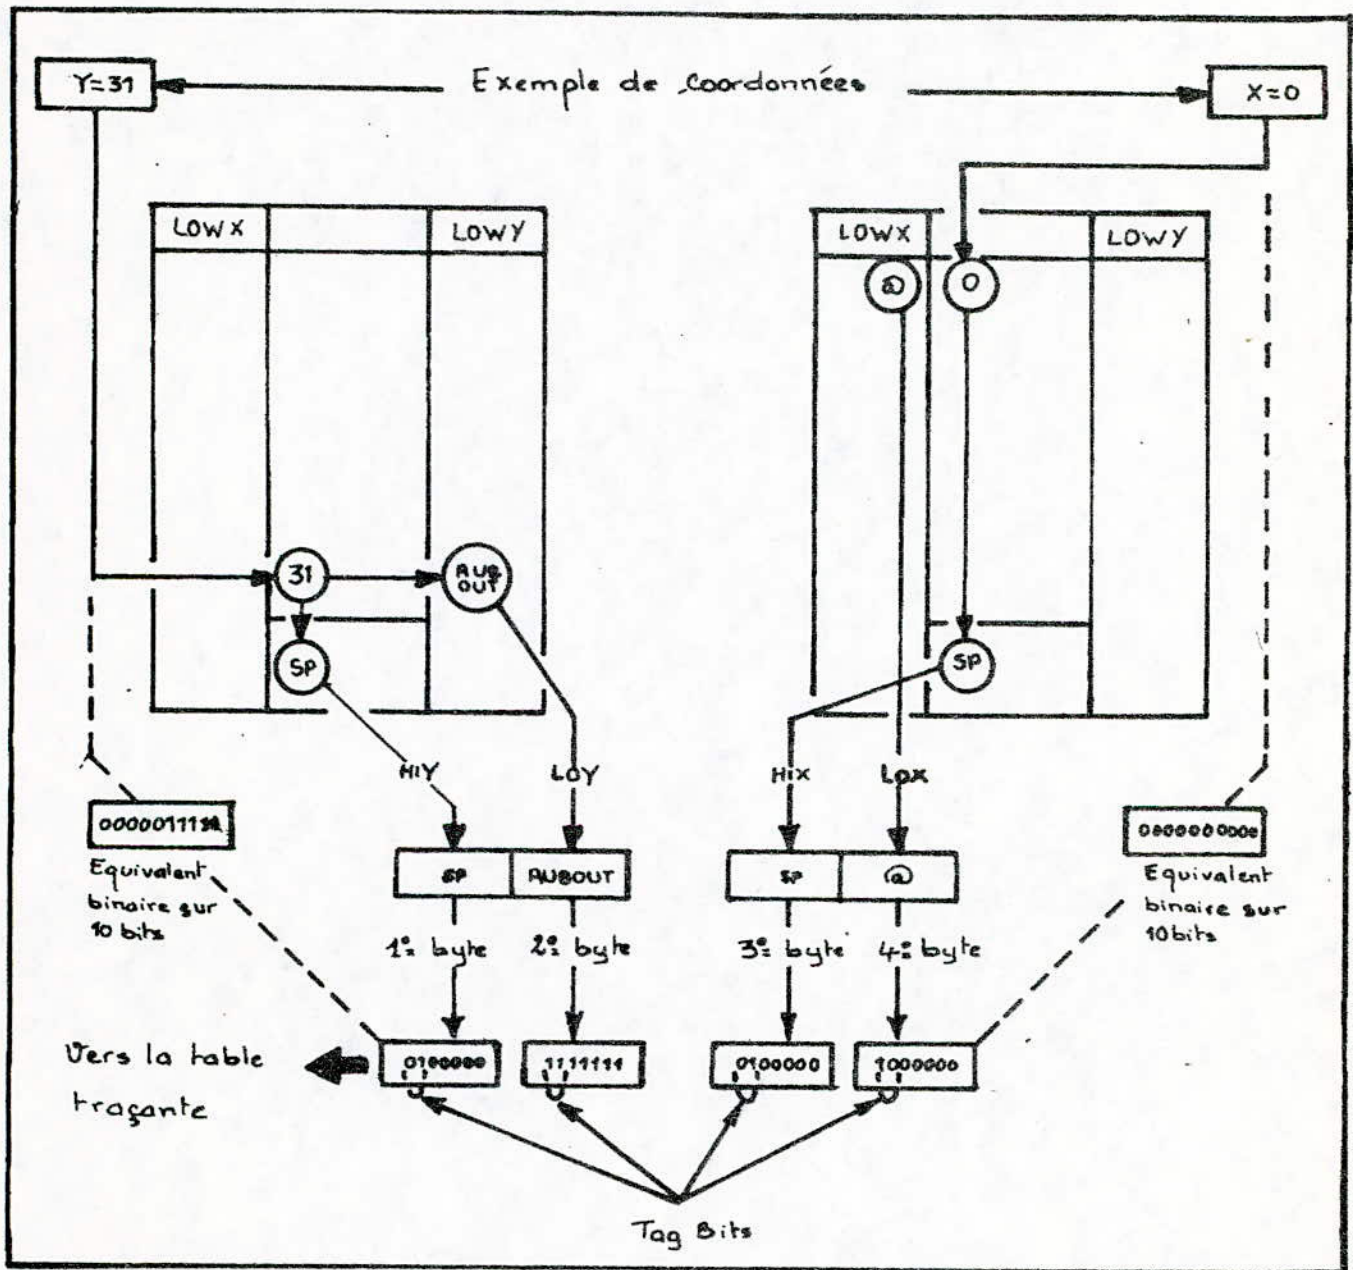 Exemple de coordonnées
Y=31
X=0
LOWX LOWY
LOWX LOWY
@ 0
31 RUB OUT
SP
SP
HIY LOY HIX LOX
0000011111
Equivalent
binaire sur
10 bits
0000000000
Equivalent
binaire sur
10 bits
SP RUBOUT SP @
1º byte 2º byte 3º byte 4º byte
Vers la table
traçante
0100000 1111111 0100000 1000000
Tag Bits